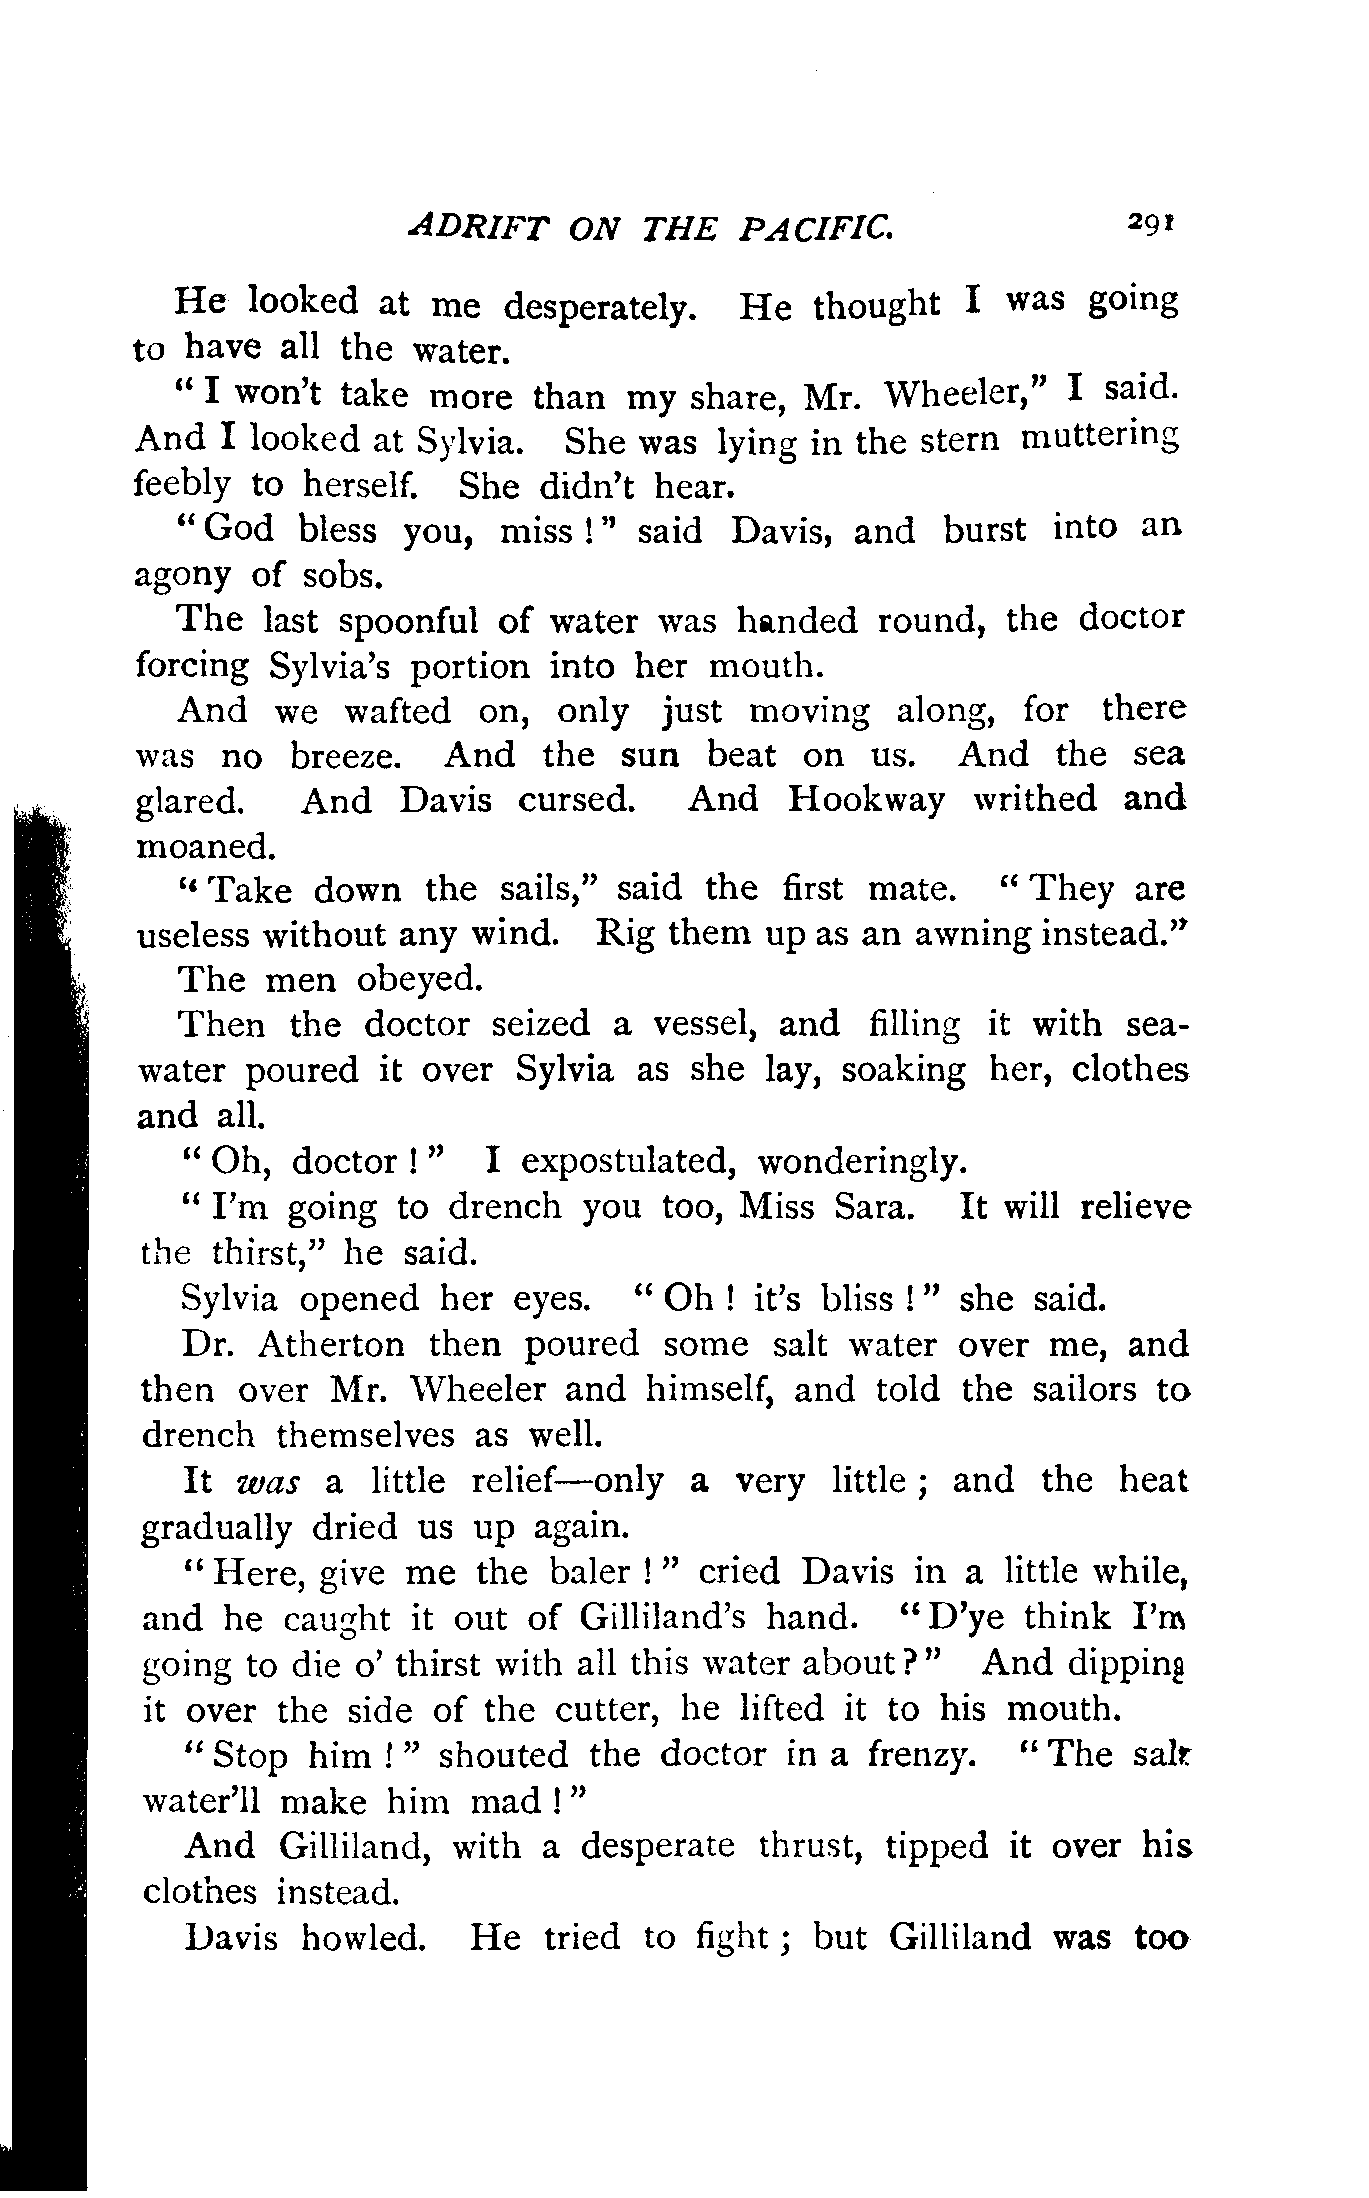 ADRIFT ON THE PACIFIC. 291
He looked at me desperately. He thought I was going
to have all the water.
"I won't take more than my share, Mr. Wheeler," I said.
And I looked at Sylvia. She was lying in the stern muttering
feebly to herself. She didn't hear.
"God bless you, miss!" said Davis, and burst into an
agony of sobs.
The last spoonful of water was handed round, the doctor
forcing Sylvia's portion into her mouth.
And we wafted on, only just moving along, for there
was no breeze. And the sun beat on us. And the sea
glared. And Davis cursed. And Hookway writhed and
moaned.
"Take down the sails," said the first mate. "They are
useless without any wind. Rig them up as an awning instead."
The men obeyed.
Then the doctor seized a vessel, and filling it with sea-
water poured it over Sylvia as she lay, soaking her, clothes
and all.
"Oh, doctor!" I expostulated, wonderingly.
"I'm going to drench you too, Miss Sara. It will relieve
the thirst," he said.
Sylvia opened her eyes. "Oh! it's bliss!" she said.
Dr. Atherton then poured some salt water over me, and
then over Mr. Wheeler and himself, and told the sailors to
drench themselves as well.
It was a little relief—only a very little; and the heat
gradually dried us up again.
"Here, give me the baler!" cried Davis in a little while,
and he caught it out of Gilliland's hand. "D'ye think I'm
going to die o' thirst with all this water about?" And dipping
it over the side of the cutter, he lifted it to his mouth.
"Stop him!" shouted the doctor in a frenzy. "The salt
water'll make him mad!"
And Gilliland, with a desperate thrust, tipped it over his
clothes instead.
Davis howled. He tried to fight; but Gilliland was too